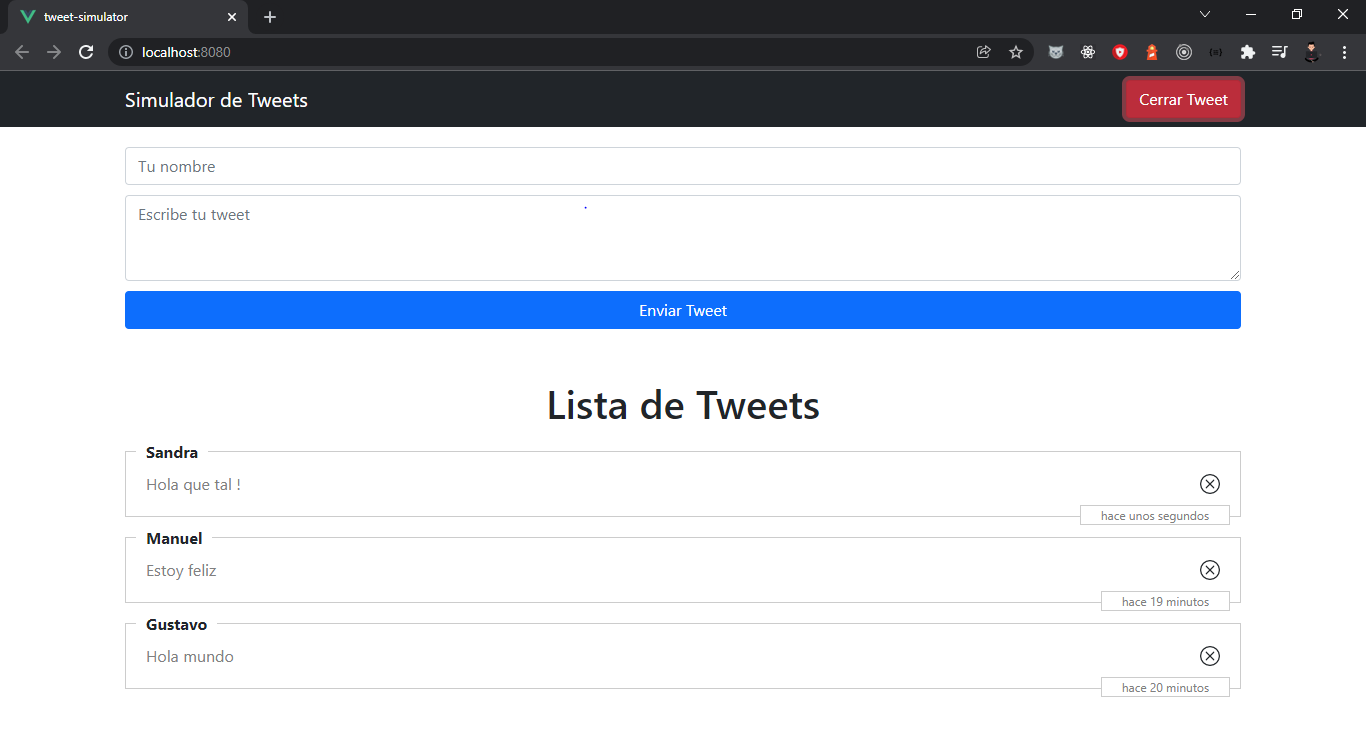 tweet-simulator
localhost:8080
Simulador de Tweets
Cerrar Tweet
Tu nombre
Escribe tu tweet
Enviar Tweet
Lista de Tweets
Sandra
Hola que tal !
hace unos segundos
Manuel
Estoy feliz
hace 19 minutos
Gustavo
Hola mundo
hace 20 minutos